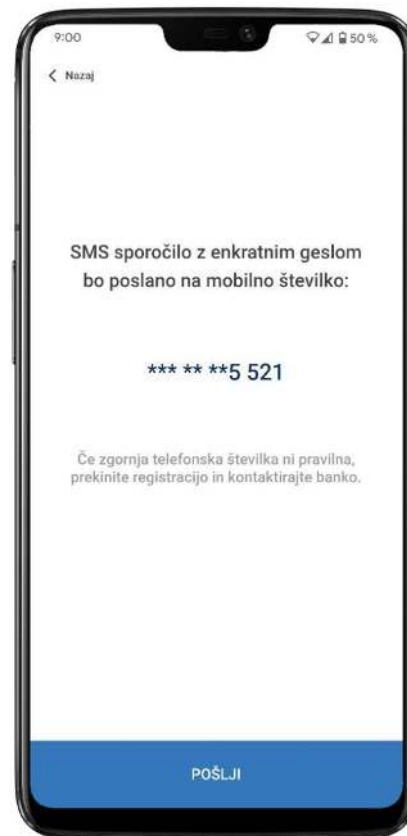 9:00
50 %
Nazaj
SMS sporočilo z enkratnim geslom
bo poslano na mobilno številko:
*** ** **5 521
Če zgornja telefonska številka ni pravilna,
prekinite registracijo in kontaktirajte banko.
POŠLJI